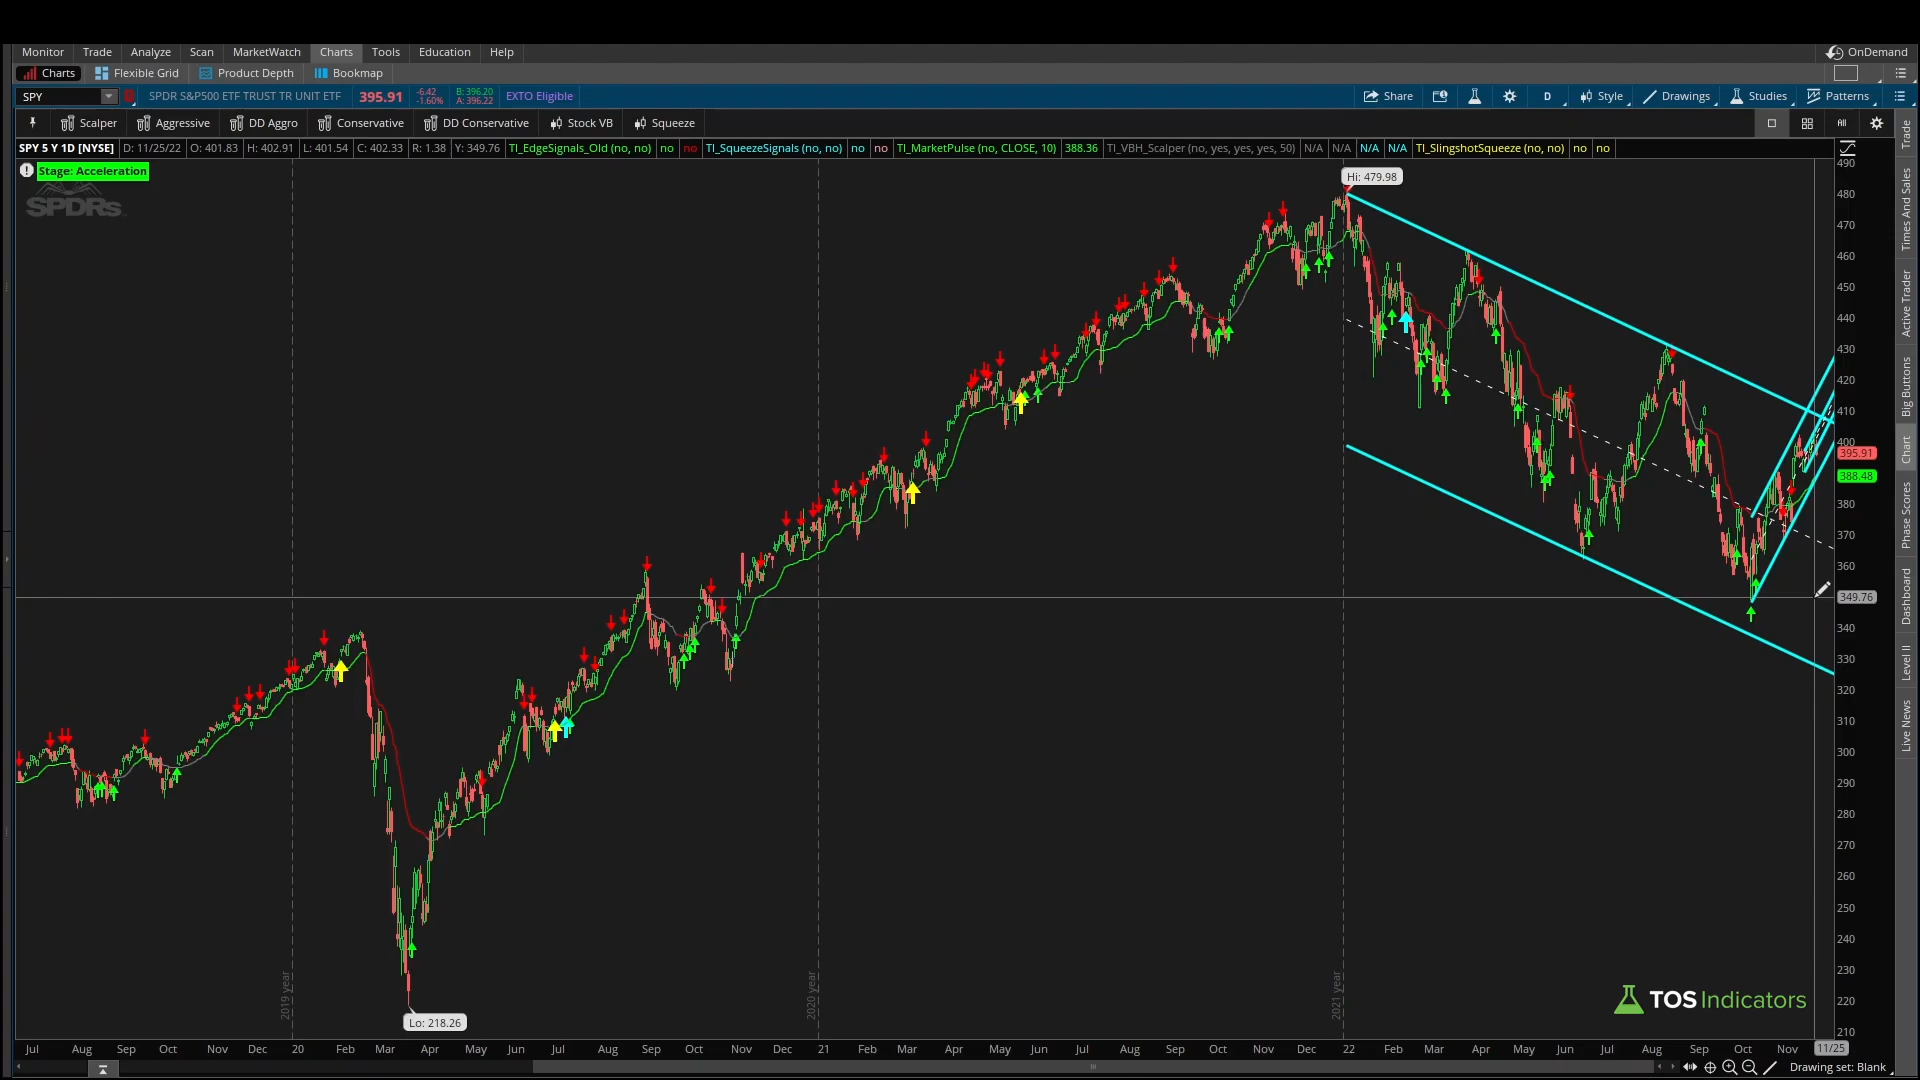 Monitor Trade Analyze Scan MarketWatch Charts Tools Education Help OnDemand
Charts Flexible Grid Product Depth Bookmap
SPY SPDR S&P500 ETF TRUST TR UNIT ETF 395.91 -6.42 -1.60% B: 396.20 A: 396.22 EXTO Eligible Share D Style Drawings Studies Patterns
Scalper Aggressive DD Aggro Conservative DD Conservative Stock VB Squeeze All
SPY 5 Y 1D [NYSE] D: 11/25/22 O: 401.83 H: 402.91 L: 401.54 C: 402.33 R: 1.38 Y: 349.76 TI_EdgeSignals_Old (no, no) no no TI_SqueezeSignals (no, no) no no TI_MarketPulse (no, CLOSE, 10) 388.36 TI_VBH_Scalper (no, yes, yes, yes, 50) N/A N/A N/A N/A TI_SlingshotSqueeze (no, no) no no
Stage: Acceleration
SPDRs
Hi: 479.98
Lo: 218.26
490
480
470
460
450
440
430
420
410
400
395.91
388.48
380
370
360
349.76
340
330
320
310
300
290
280
270
260
250
240
230
220
210
2019 year
2020 year
2021 year
TOS Indicators
Jul Aug Sep Oct Nov Dec 20 Feb Mar Apr May Jun Jul Aug Sep Oct Nov Dec 21 Feb Mar Apr May Jun Jul Aug Sep Oct Nov Dec 22 Feb Mar Apr May Jun Jul Aug Sep Oct Nov 11/25
Drawing set: Blank
Trade
Times And Sales
Active Trader
Big Buttons
Chart
Phase Scores
Dashboard
Level II
Live News